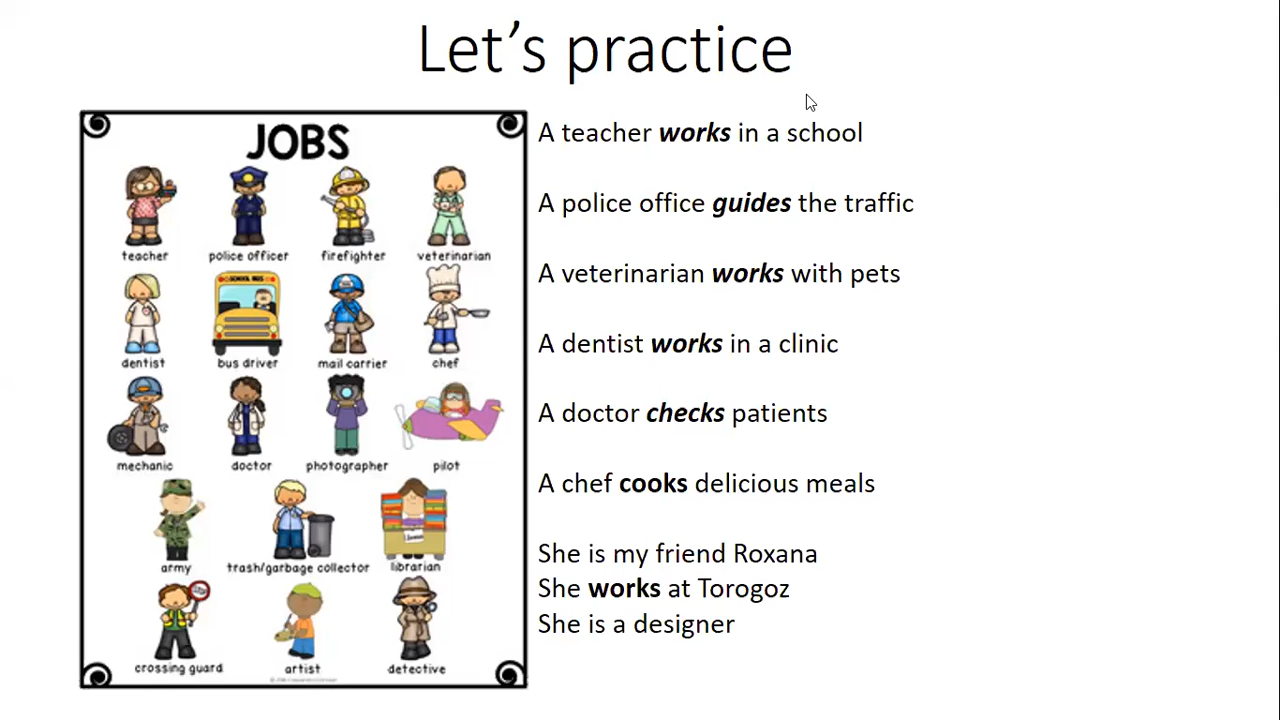 Let's practice
JOBS
teacher police officer firefighter veterinarian
SCHOOL BUS
dentist bus driver mail carrier chef
mechanic doctor photographer pilot
army trash/garbage collector librarian
STOP
crossing guard artist detective
A teacher works in a school
A police office guides the traffic
A veterinarian works with pets
A dentist works in a clinic
A doctor checks patients
A chef cooks delicious meals
She is my friend Roxana
She works at Torogoz
She is a designer